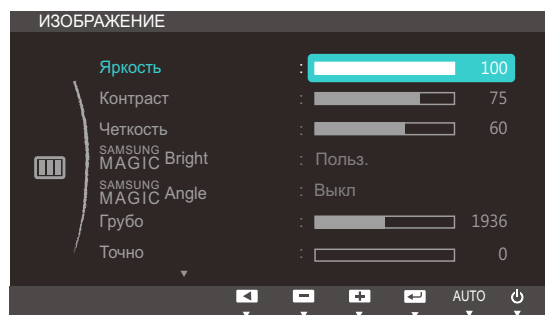 ИЗОБРАЖЕНИЕ
Яркость : 100
Контраст : 75
Четкость : 60
SAMSUNG MAGIC Bright : Польз.
SAMSUNG MAGIC Angle : Выкл
Грубо : 1936
Точно : 0
AUTO